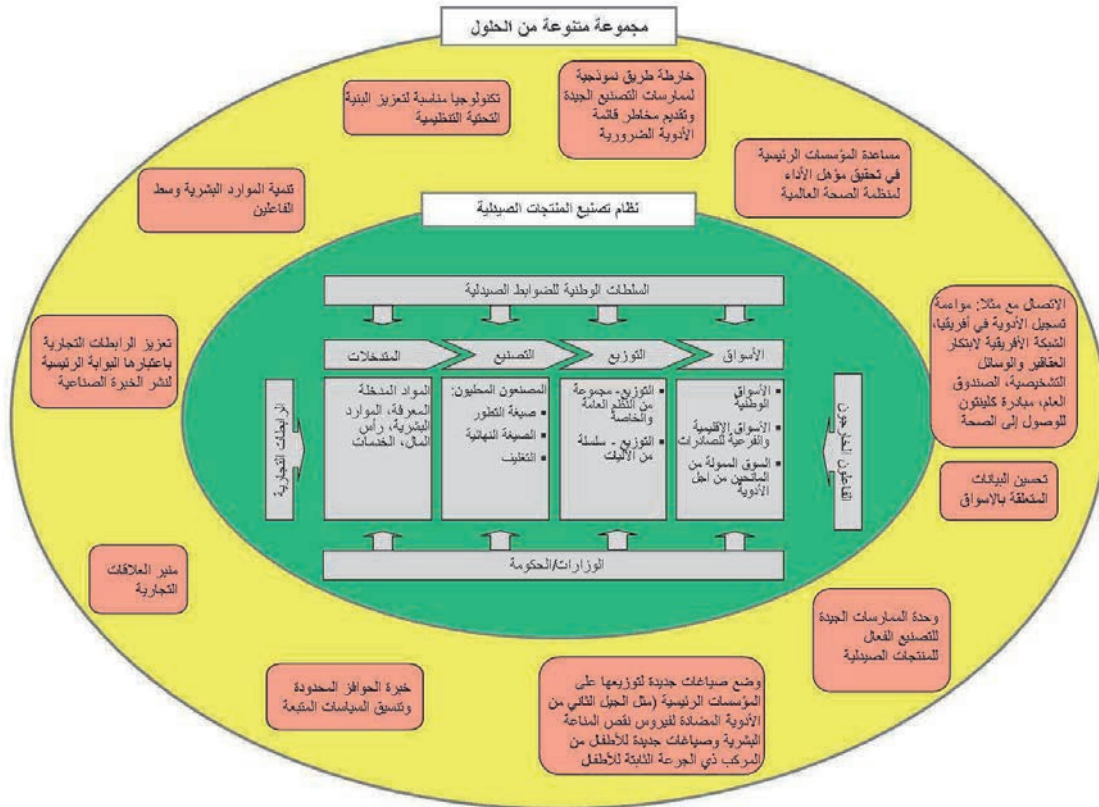 مجموعة متنوعة من الحلول
خارطة طريق نموذجية
لممارسات التصنيع الجيدة
وتقديم مخاطر قائمة
الأدوية الضرورية
تكنولوجيا مناسبة لتعزيز البنية
التحتية التنظيمية
مساعدة المؤسسات الرئيسية
في تحقيق مؤهل الأداء
لمنظمة الصحة العالمية
تنمية الموارد البشرية وسط
الفاعلين
نظام تصنيع المنتجات الصيدلية
السلطات الوطنية للضوابط الصيدلية
المتدخلات
التصنيع
التوزيع
الأسواق
المواد المدخلة
المعرفة، الموارد
البشرية، رأس
المال، الخدمات
المصنعون المحليون:
▪ صيغة التطور
▪ الصيغة النهائية
▪ التغليف
▪ التوزيع- مجموعة
من النظم العامة
والخاصة
▪ التوزيع - سلسلة
من الآليات
▪ الأسواق
الوطنية
▪ الأسواق الإقليمية
والفرعية للصادرات
▪ السوق الممولة من
المانحين من اجل
الأدوية
الرابطات التجارية
الفاعلون الخارجون
الوزارات/الحكومة
الاتصال مع مثلا: مواءمة
تسجيل الأدوية في أفريقيا،
الشبكة الأفريقية لابتكار
العقاقير والوسائل
التشخيصية، الصندوق
العام، مبادرة كلينتون
للوصول إلى الصحة
تعزيز الرابطات التجارية
باعتبارها البوابة الرئيسية
لنشر الخبرة الصناعية
تحسين البيانات
المتعلقة بالاسواق
منبر العلاقات
التجارية
وحدة الممارسات الجيدة
للتصنيع الفعال
للمنتجات الصيدلية
خبرة الحوافز المحدودة
وتنسيق السياسات المتبعة
وضع صياغات جديدة لتوزيعها على
المؤسسات الرئيسية (مثل الجيل الثاني من
الأدوية المضادة لفيروس نقص المناعة
البشرية وصياغات جديدة للأطفال من
المركب ذي الجرعة الثابتة للأطفال